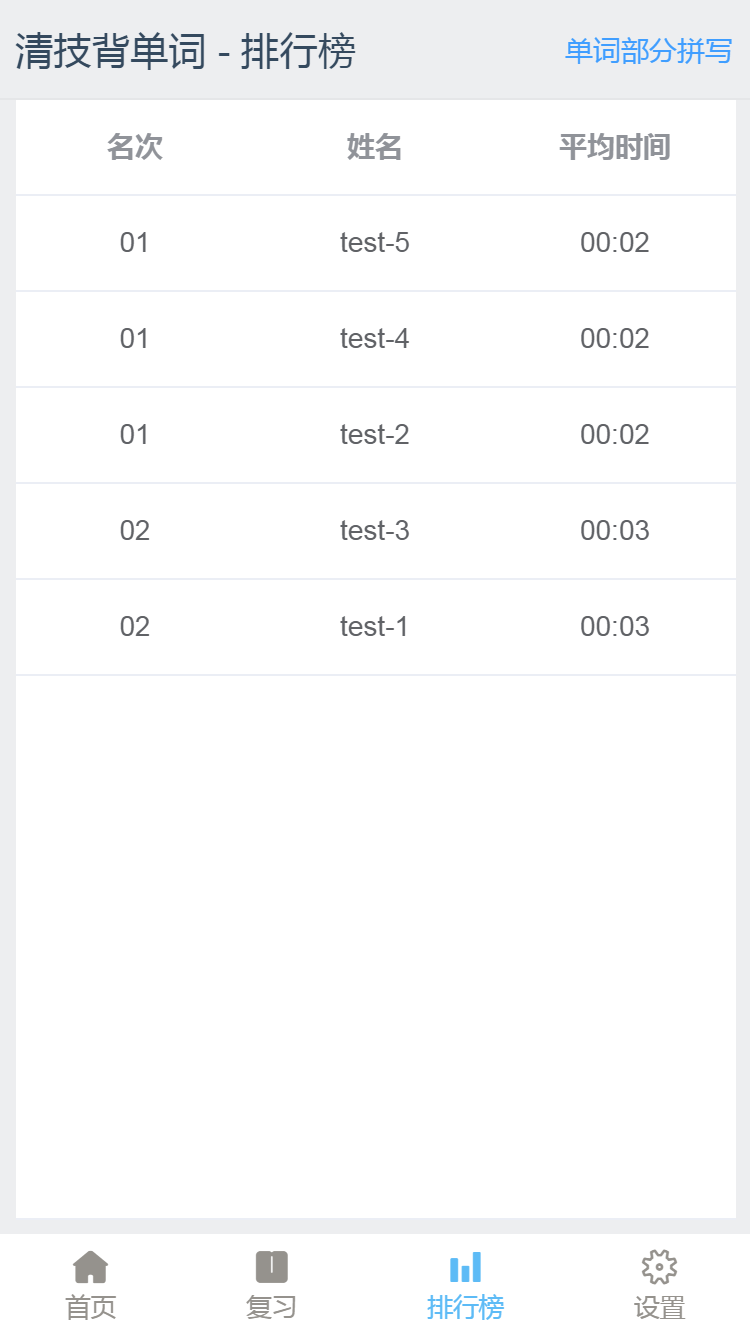 清技背单词 - 排行榜 单词部分拼写
名次 姓名 平均时间
01 test-5 00:02
01 test-4 00:02
01 test-2 00:02
02 test-3 00:03
02 test-1 00:03
首页 复习 排行榜 设置